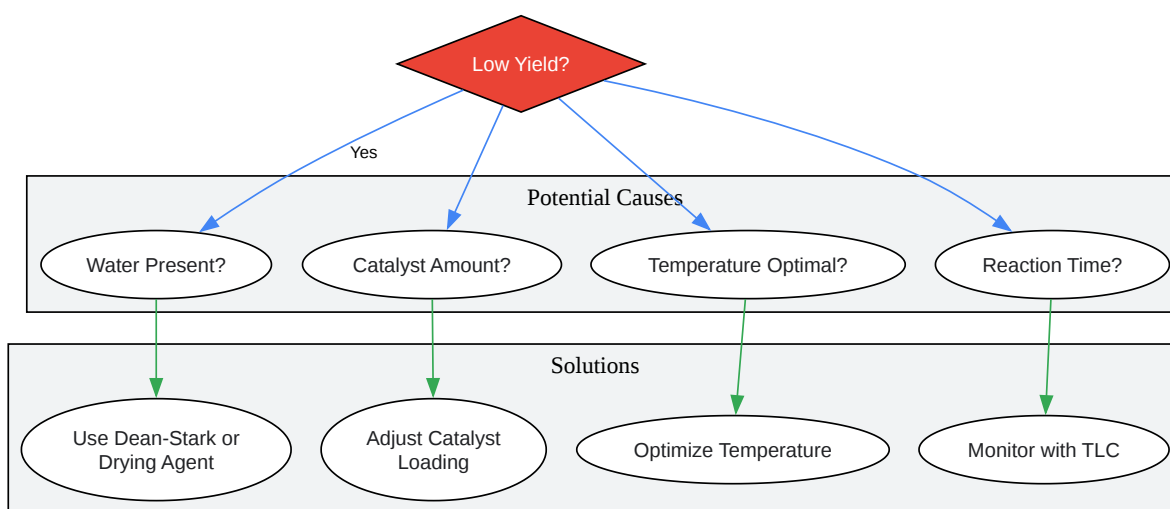 Low Yield?
Yes
Potential Causes
Water Present?
Catalyst Amount?
Temperature Optimal?
Reaction Time?
Solutions
Use Dean-Stark or
Drying Agent
Adjust Catalyst
Loading
Optimize Temperature
Monitor with TLC